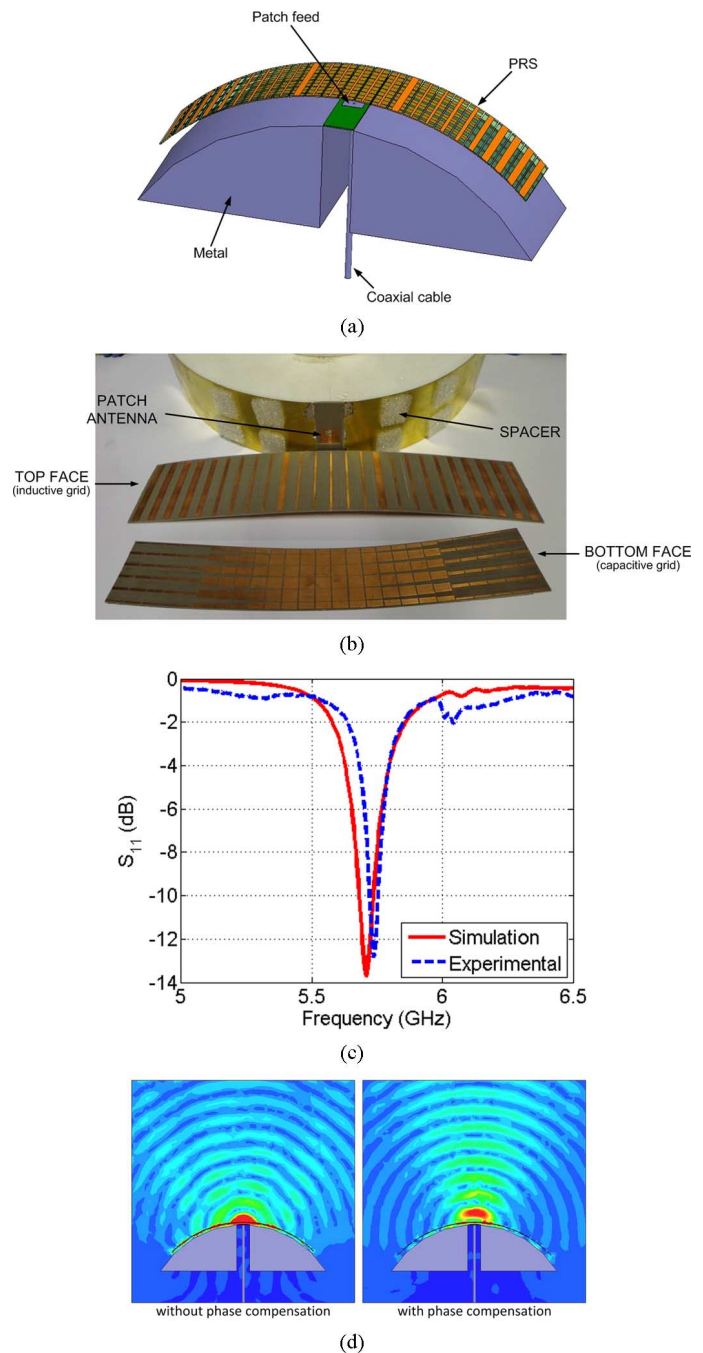 Patch feed
PRS
Metal
Coaxial cable
(a)
PATCH
ANTENNA
SPACER
TOP FACE
(inductive grid)
BOTTOM FACE
(capacitive grid)
(b)
0
-2
-4
-6
-8
-10
-12
-14
S11 (dB)
Simulation
Experimental
5
5.5
6
6.5
Frequency (GHz)
(c)
without phase compensation
with phase compensation
(d)